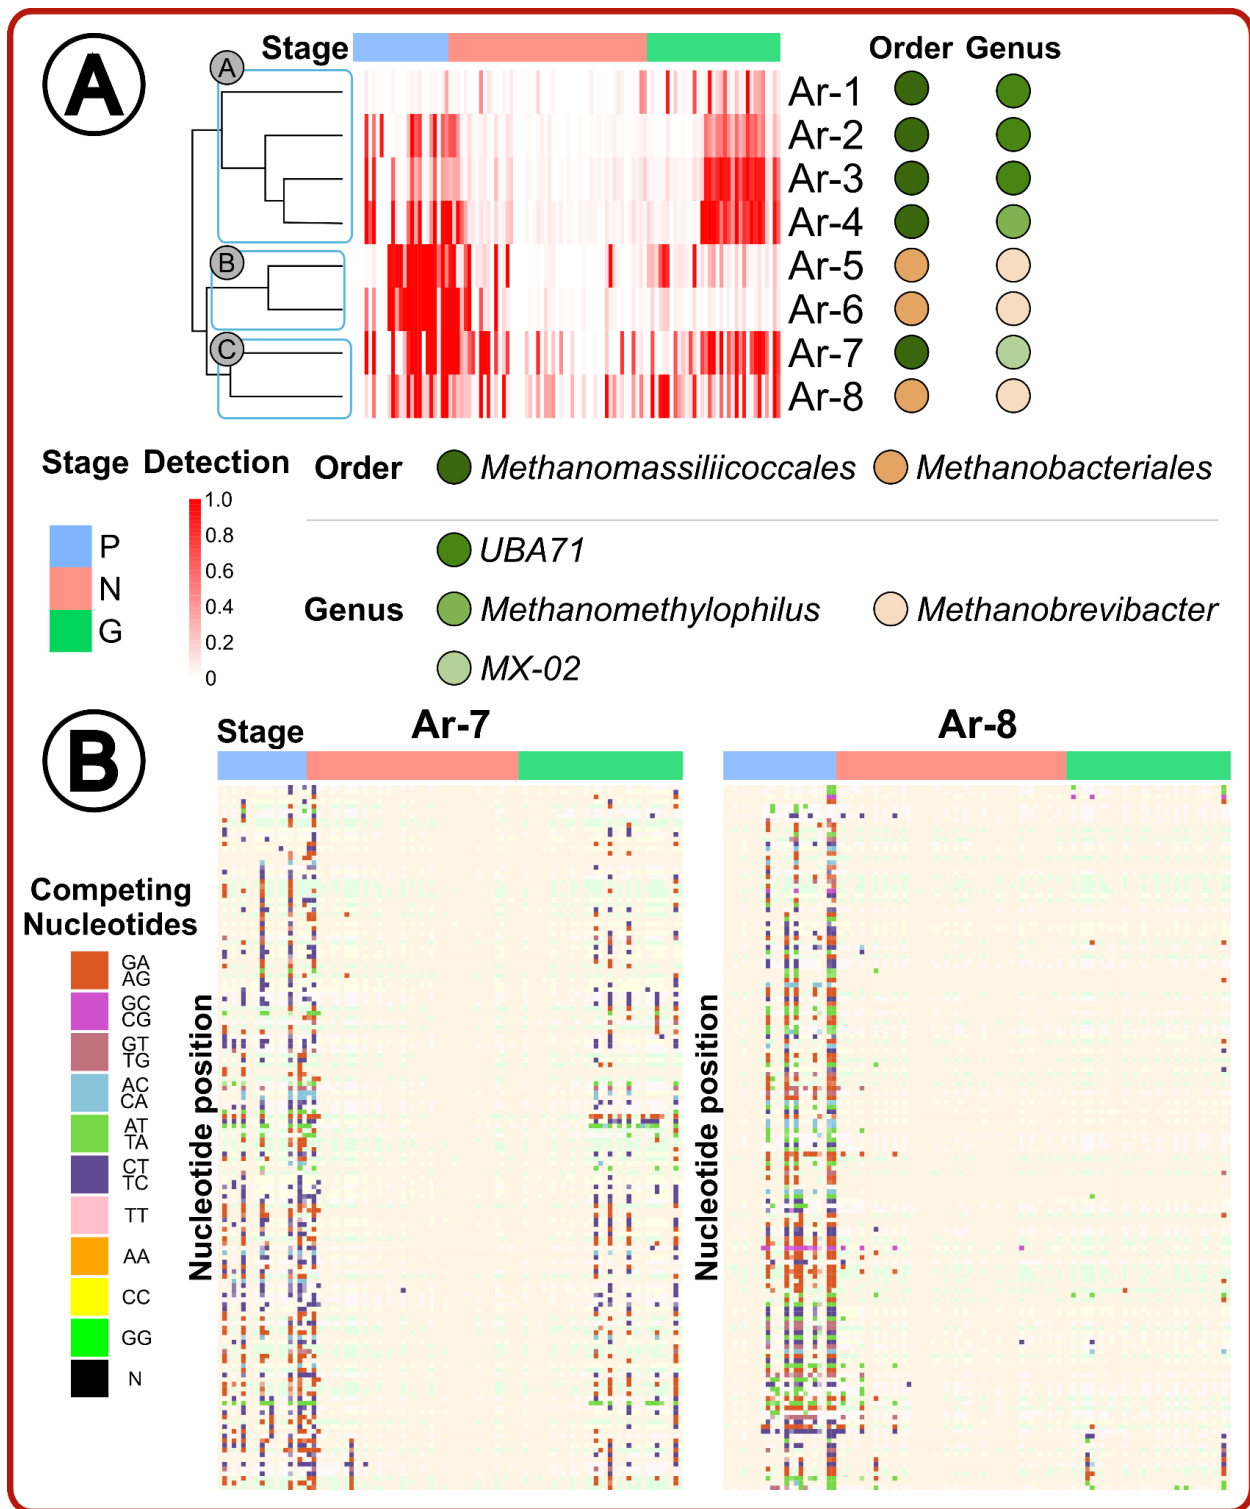 A
Stage
Order Genus
A
B
C
Ar-1
Ar-2
Ar-3
Ar-4
Ar-5
Ar-6
Ar-7
Ar-8
Stage Detection
P
N
G
1.0
0.8
0.6
0.4
0.2
0
Order Methanomassiliicoccales Methanobacteriales
UBA71
Genus Methanomethylophilus Methanobrevibacter
MX-02
B
Stage
Ar-7
Ar-8
Competing
Nucleotides
GA
AG
GC
CG
GT
TG
AC
CA
AT
TA
CT
TC
TT
AA
CC
GG
N
Nucleotide position
Nucleotide position